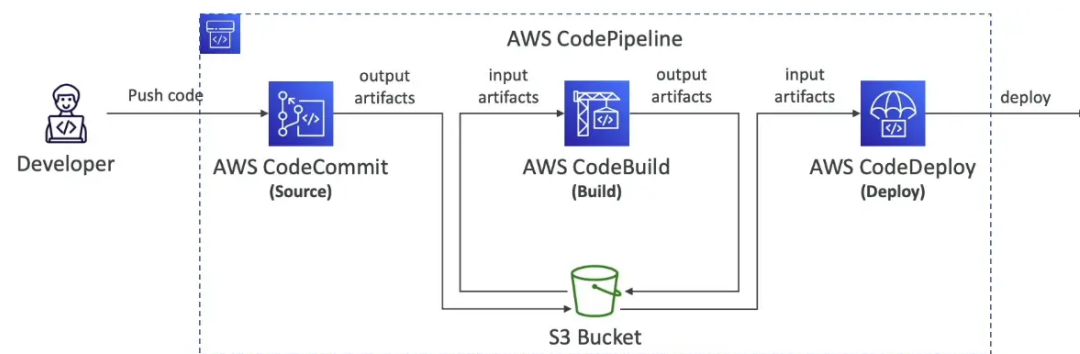 AWS CodePipeline
Push code
output
artifacts
input
artifacts
output
artifacts
input
artifacts
deploy
Developer
AWS CodeCommit
(Source)
AWS CodeBuild
(Build)
AWS CodeDeploy
(Deploy)
S3 Bucket